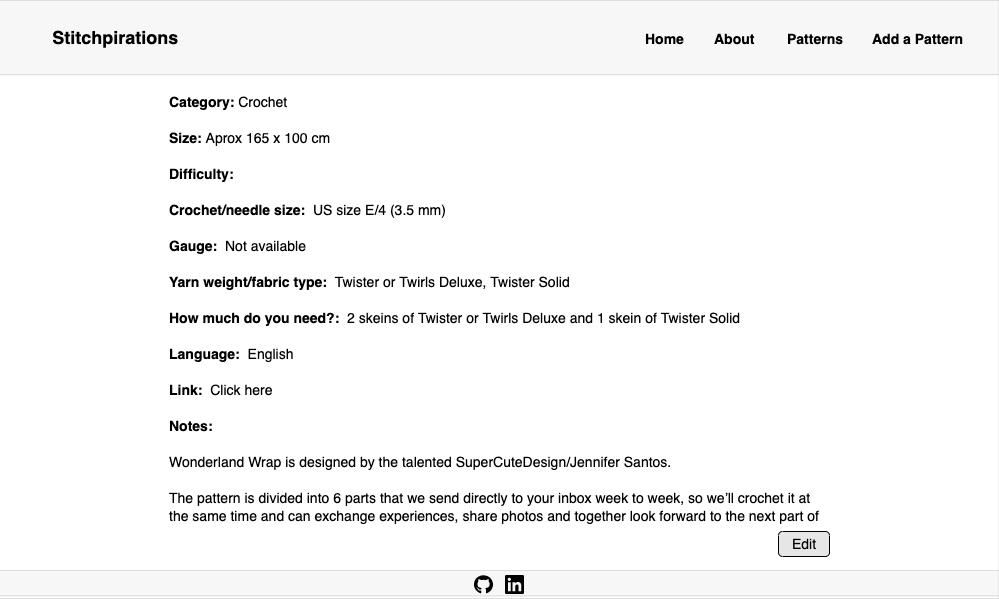 Stitchpirations
Home About Patterns Add a Pattern
Category: Crochet
Size: Aprox 165 x 100 cm
Difficulty:
Crochet/needle size: US size E/4 (3.5 mm)
Gauge: Not available
Yarn weight/fabric type: Twister or Twirls Deluxe, Twister Solid
How much do you need?: 2 skeins of Twister or Twirls Deluxe and 1 skein of Twister Solid
Language: English
Link: Click here
Notes:
Wonderland Wrap is designed by the talented SuperCuteDesign/Jennifer Santos.
The pattern is divided into 6 parts that we send directly to your inbox week to week, so we’ll crochet it at
the same time and can exchange experiences, share photos and together look forward to the next part of
Edit
in